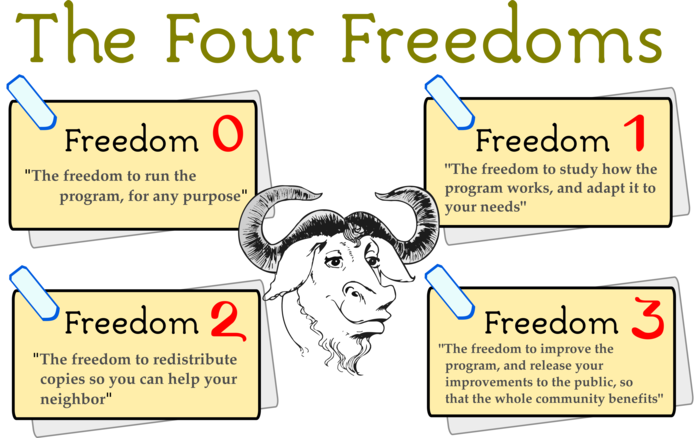 The Four Freedoms
Freedom 0
"The freedom to run the
program, for any purpose"
Freedom 1
"The freedom to study how the
program works, and adapt it to
your needs"
Freedom 2
"The freedom to redistribute
copies so you can help your
neighbor"
Freedom 3
"The freedom to improve the
program, and release your
improvements to the public, so
that the whole community benefits"